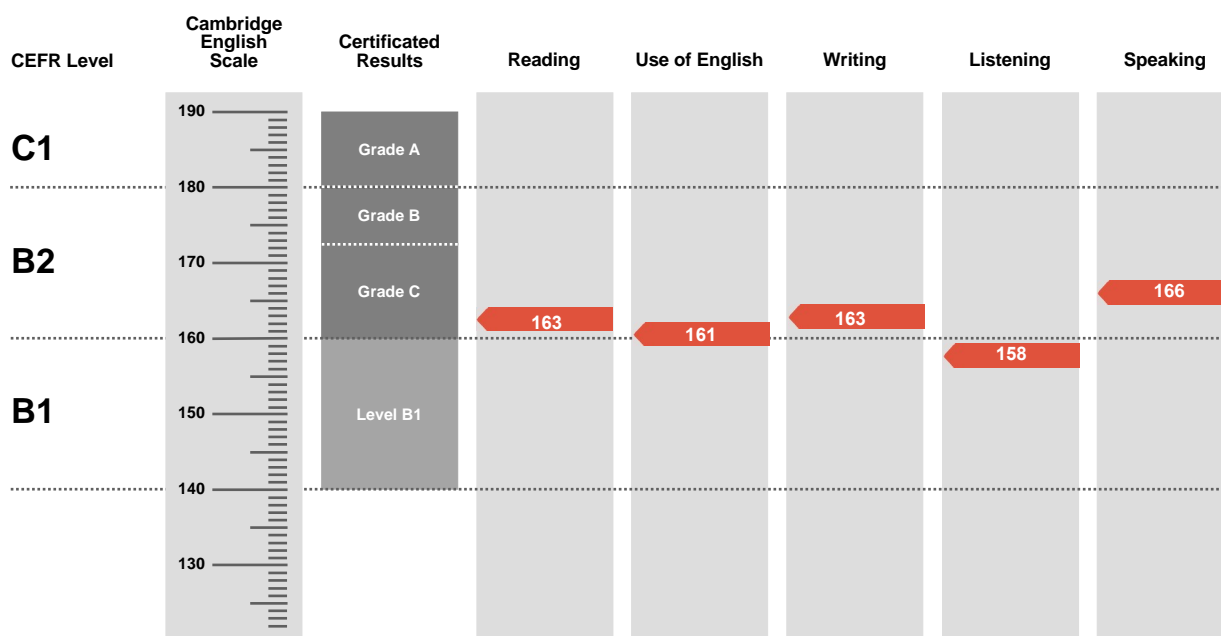 CEFR Level
Cambridge
English
Scale
Certificated
Results
Reading
Use of English
Writing
Listening
Speaking
190
C1
Grade A
180
Grade B
B2
170
Grade C
166
163
161
163
160
158
B1
150
Level B1
140
130